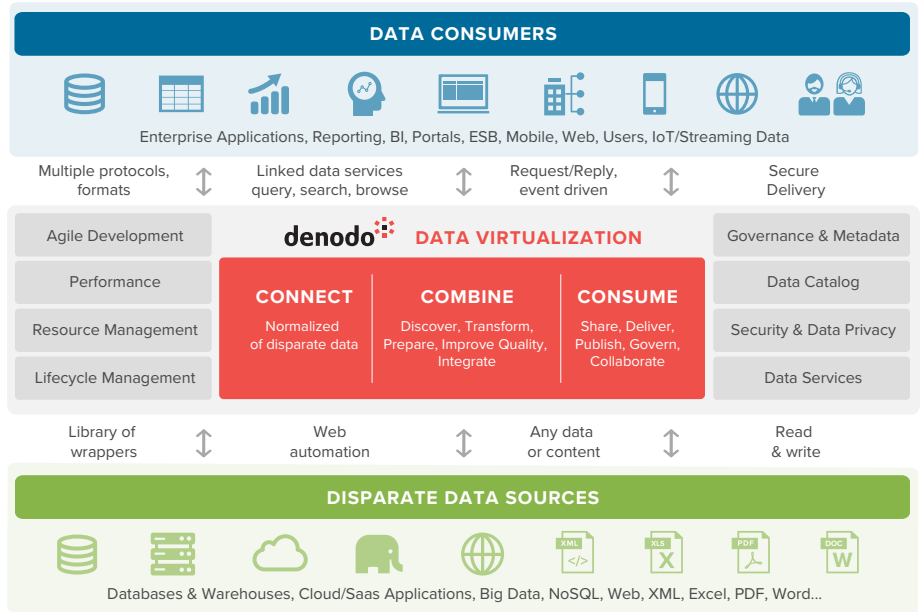 DATA CONSUMERS
Enterprise Applications, Reporting, BI, Portals, ESB, Mobile, Web, Users, IoT/Streaming Data
Multiple protocols,
formats
Linked data services
query, search, browse
Request/Reply,
event driven
Secure
Delivery
Agile Development
Performance
Resource Management
Lifecycle Management
denodo DATA VIRTUALIZATION
CONNECT
Normalized
of disparate data
COMBINE
Discover, Transform,
Prepare, Improve Quality,
Integrate
CONSUME
Share, Deliver,
Publish, Govern,
Collaborate
Governance & Metadata
Data Catalog
Security & Data Privacy
Data Services
Library of
wrappers
Web
automation
Any data
or content
Read
& write
DISPARATE DATA SOURCES
XML
</>
XLS
X
PDF
DOC
W
Databases & Warehouses, Cloud/Saas Applications, Big Data, NoSQL, Web, XML, Excel, PDF, Word...